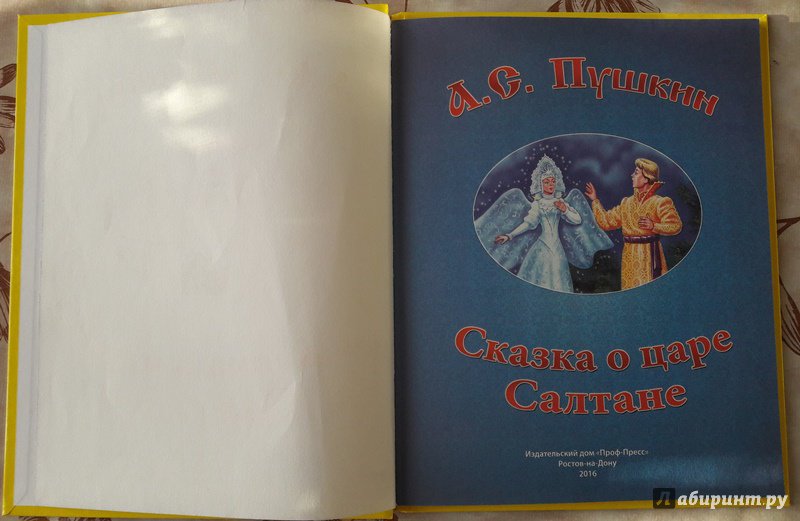 А.С. Пушкин
Сказка о царе
Салтане
Издательский дом «Проф-Пресс»
Ростов-на-Дону
2016
Лабиринт.ру